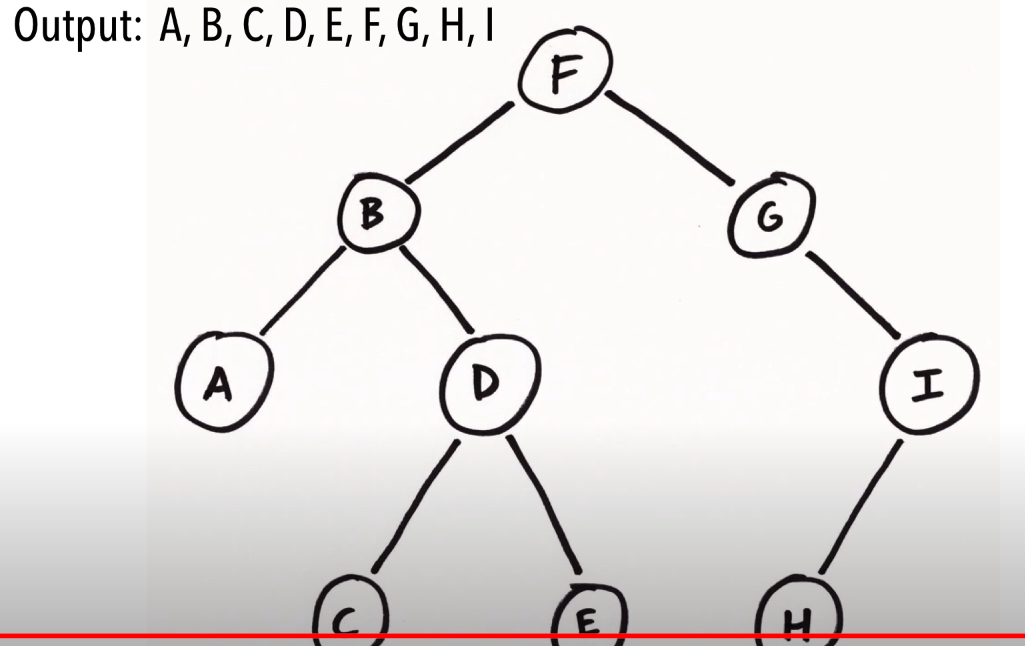 Output: A, B, C, D, E, F, G, H, I
F
B
G
A
D
I
C
E
H